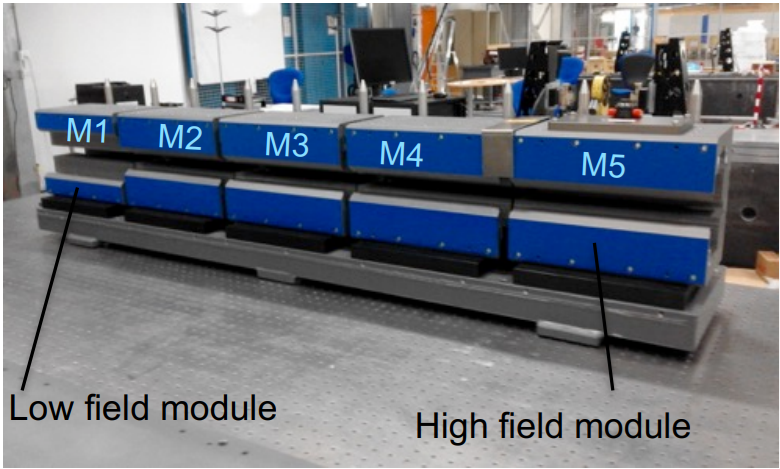 M1
M2
M3
M4
M5
Low field module
High field module